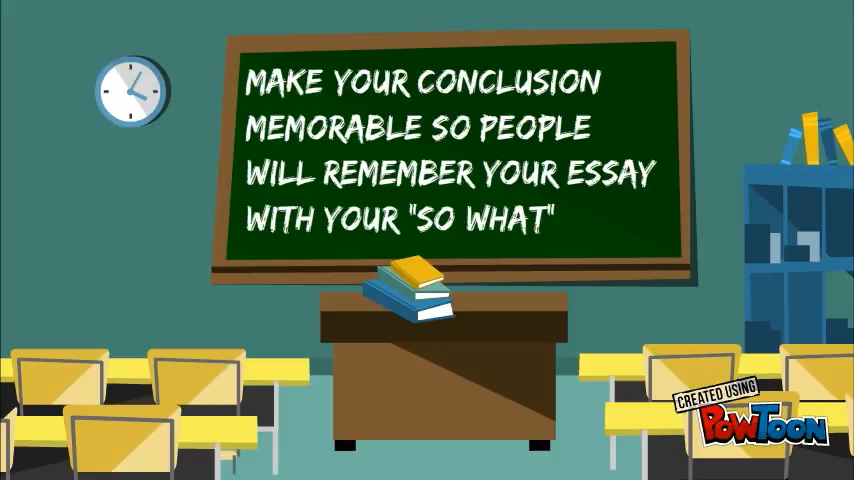 MAKE YOUR CONCLUSION
MEMORABLE SO PEOPLE
WILL REMEMBER YOUR ESSAY
WITH YOUR "SO WHAT"
CREATED USING
POWTOON